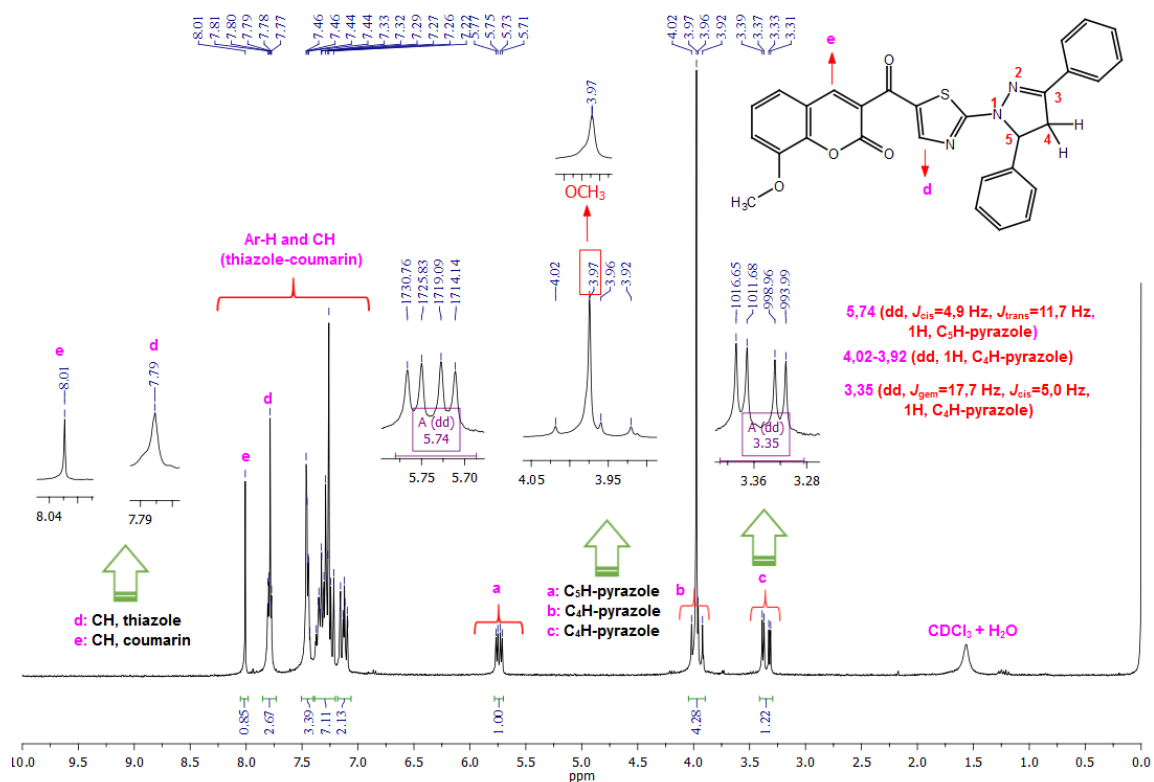 8.01
7.81
7.80
7.79
7.78
7.77
7.46
7.46
7.44
7.44
7.33
7.32
7.29
7.27
7.26
7.22
5.77
5.75
5.73
5.71
4.02
3.97
3.96
3.92
3.39
3.37
3.33
3.31
e
O
S
N
2
1
N
3
5
4
H
H
O
O
N
O
H₃C
d
3.97
OCH₃
Ar-H and CH
(thiazole-coumarin)
e
8.01
8.04
d
7.79
7.79
d: CH, thiazole
e: CH, coumarin
e
d
1730.76
1725.83
1719.09
1714.14
A (dd)
5.74
5.75
5.70
4.02
3.97
3.96
3.92
4.05
3.95
1016.65
1011.68
998.96
993.99
A (dd)
3.35
3.36
3.28
5,74 (dd, Jcis=4,9 Hz, Jtrans=11,7 Hz,
1H, C₅H-pyrazole)
4,02-3,92 (dd, 1H, C₄H-pyrazole)
3,35 (dd, Jgem=17,7 Hz, Jcis=5,0 Hz,
1H, C₄H-pyrazole)
a
a: C₅H-pyrazole
b: C₄H-pyrazole
c: C₄H-pyrazole
b
c
CDCl₃ + H₂O
0.85
2.67
3.39
7.11
2.13
1.00
4.28
1.22
10.0 9.5 9.0 8.5 8.0 7.5 7.0 6.5 6.0 5.5 5.0 4.5 4.0 3.5 3.0 2.5 2.0 1.5 1.0 0.5 0.0
ppm